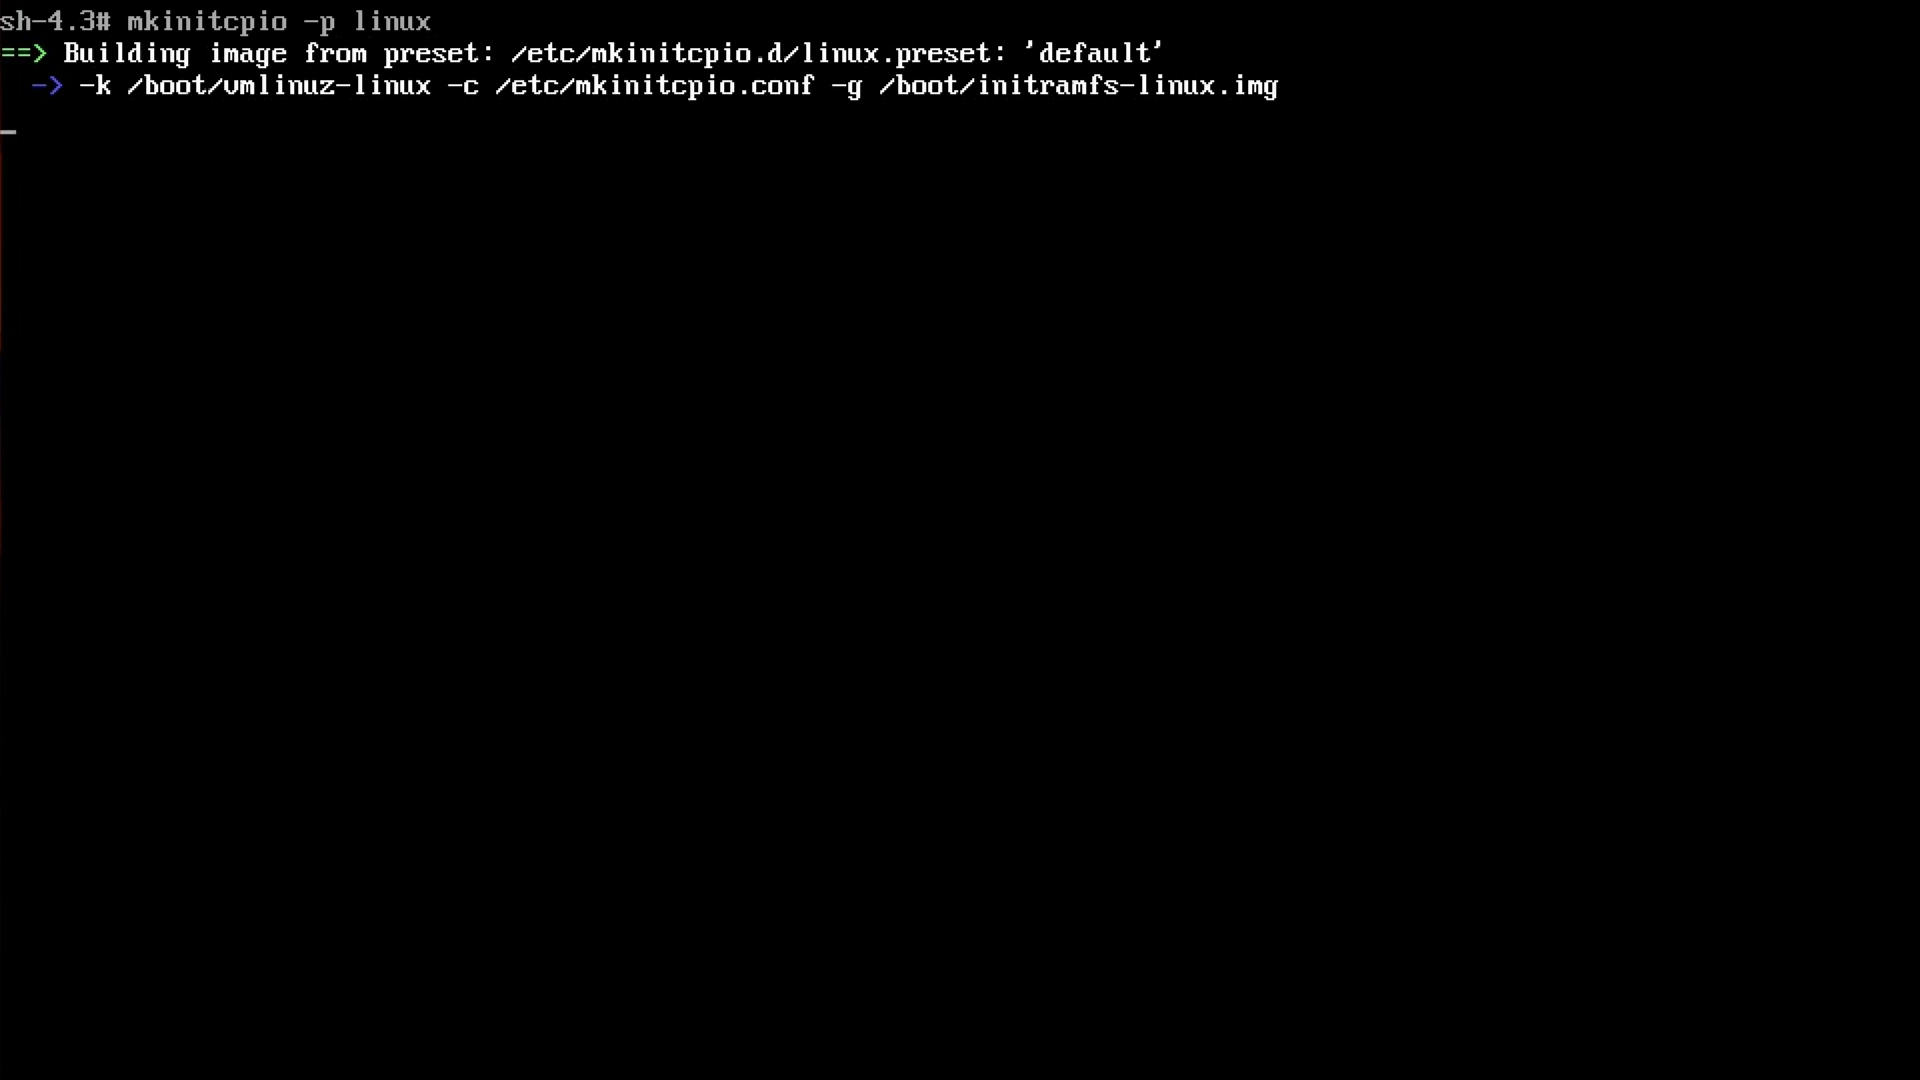 sh-4.3# mkinitcpio -p linux
==> Building image from preset: /etc/mkinitcpio.d/linux.preset: 'default'
  -> -k /boot/vmlinuz-linux -c /etc/mkinitcpio.conf -g /boot/initramfs-linux.img